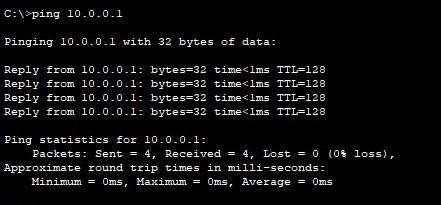 C:\>ping 10.0.0.1
Pinging 10.0.0.1 with 32 bytes of data:
Reply from 10.0.0.1: bytes=32 time<1ms TTL=128
Reply from 10.0.0.1: bytes=32 time<1ms TTL=128
Reply from 10.0.0.1: bytes=32 time<1ms TTL=128
Reply from 10.0.0.1: bytes=32 time<1ms TTL=128
Ping statistics for 10.0.0.1:
    Packets: Sent = 4, Received = 4, Lost = 0 (0% loss),
Approximate round trip times in milli-seconds:
    Minimum = 0ms, Maximum = 0ms, Average = 0ms